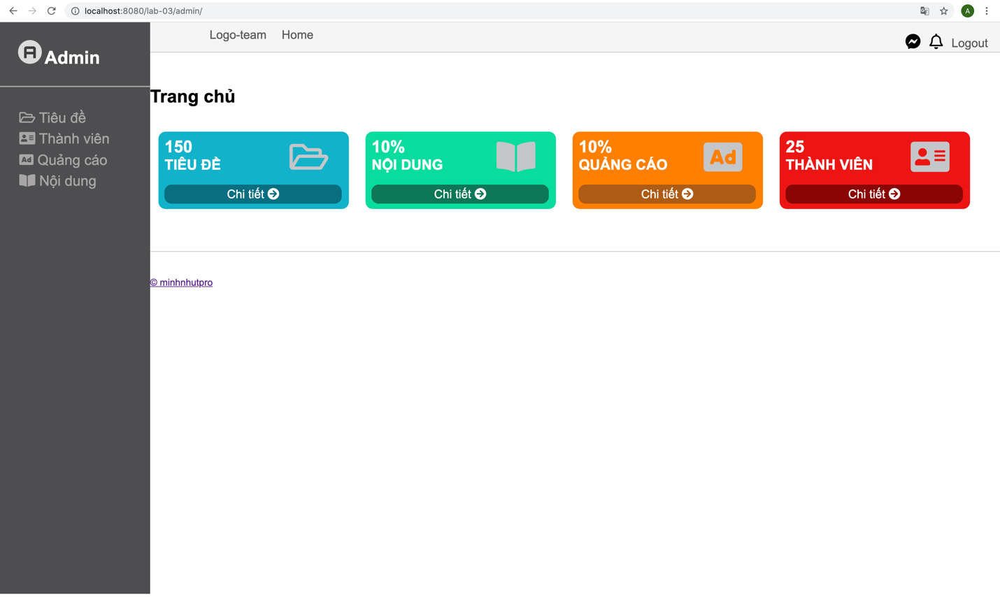 localhost:8080/lab-03/admin/
A
Admin
Logo-team Home
Logout
Tiêu đề
Thành viên
Ad Quảng cáo
Nội dung
Trang chủ
150
TIÊU ĐỀ
Chi tiết
10%
NỘI DUNG
Chi tiết
10%
QUẢNG CÁO
Ad
Chi tiết
25
THÀNH VIÊN
Chi tiết
© minhnhutpro